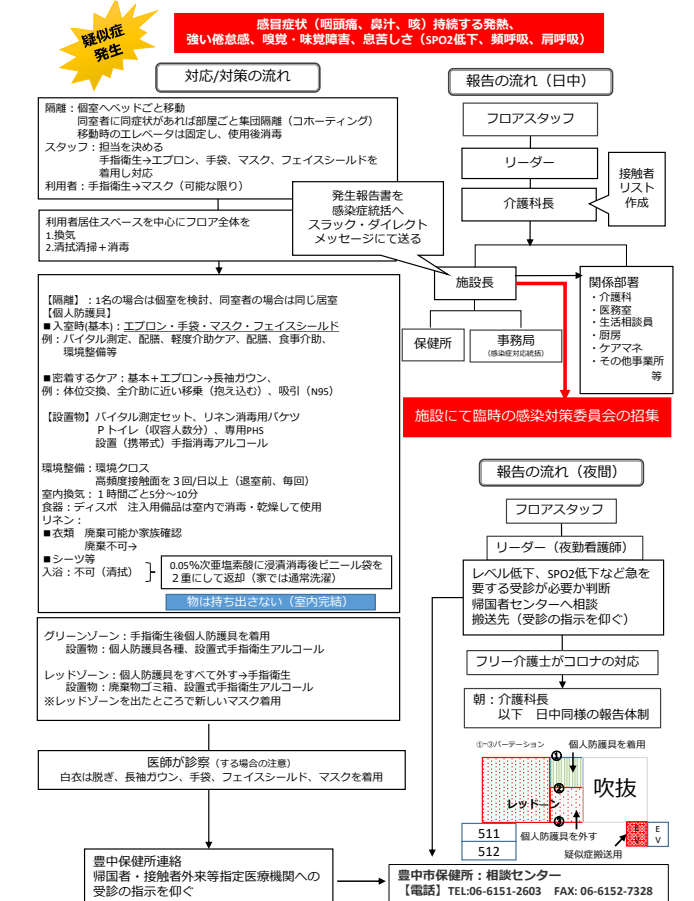 疑似症
発生
感冒症状（咽頭痛、鼻汁、咳）持続する発熱、
強い倦怠感、嗅覚・味覚障害、息苦しさ（SPO2低下、頻呼吸、肩呼吸）
対応/対策の流れ
隔離：個室へベッドごと移動
同室者に同症状があれば部屋ごと集団隔離（コホーティング）
移動時のエレベータは固定し、使用後消毒
スタッフ：担当を決める
手指衛生→エプロン、手袋、マスク、フェイスシールドを
着用し対応
利用者：手指衛生→マスク（可能な限り）
利用者居住スペースを中心にフロア全体を
1.換気
2.清拭清掃＋消毒
発生報告書を
感染症統括へ
スラック・ダイレクト
メッセージにて送る
【隔離】：1名の場合は個室を検討、同室者の場合は同じ居室
【個人防護具】
■入室時(基本)：エプロン・手袋・マスク・フェイスシールド
例：バイタル測定、配膳、軽度介助ケア、配膳、食事介助、
環境整備等
■密着するケア：基本＋エプロン→長袖ガウン、
例：体位交換、全介助に近い移乗（抱え込む）、吸引（N95）
【設置物】バイタル測定セット、リネン消毒用バケツ
Ｐトイレ（収容人数分）、専用PHS
設置（携帯式）手指消毒アルコール
環境整備：環境クロス
高頻度接触面を３回/日以上（退室前、毎回）
室内換気：１時間ごと5分～10分
食器：ディスポ　注入用備品は室内で消毒・乾燥して使用
リネン：
■衣類　廃棄可能か家族確認
廃棄不可→
■シーツ等
入浴：不可（清拭）
0.05%次亜塩素酸に浸漬消毒後ビニール袋を
２重にして返却（家では通常洗濯）
物は持ち出さない（室内完結）
グリーンゾーン：手指衛生後個人防護具を着用
設置物：個人防護具各種、設置式手指衛生アルコール
レッドゾーン：個人防護具をすべて外す→手指衛生
設置物：廃棄物ゴミ箱、設置式手指衛生アルコール
※レッドゾーンを出たところで新しいマスク着用
医師が診察（する場合の注意）
白衣は脱ぎ、長袖ガウン、手袋、フェイスシールド、マスクを着用
豊中保健所連絡
帰国者・接触者外来等指定医療機関への
受診の指示を仰ぐ
報告の流れ（日中）
フロアスタッフ
リーダー
介護科長
接触者
リスト
作成
施設長
保健所
事務局
（感染症対応統括）
関係部署
・介護科
・医務室
・生活相談員
・厨房
・ケアマネ
・その他事業所
等
施設にて臨時の感染対策委員会の招集
報告の流れ（夜間）
フロアスタッフ
リーダー（夜勤看護師）
レベル低下、SPO2低下など急を
要する受診が必要か判断
帰国者センターへ相談
搬送先（受診の指示を仰ぐ）
フリー介護士がコロナの対応
朝：介護科長
以下　日中同様の報告体制
①~③パーテーション
個人防護具を着用
①
②
③
吹抜
レッドーン
511
512
個人防護具を外す
E
V
E
V
疑似症搬送用
豊中市保健所：相談センター
【電話】TEL:06-6151-2603　FAX: 06-6152-7328